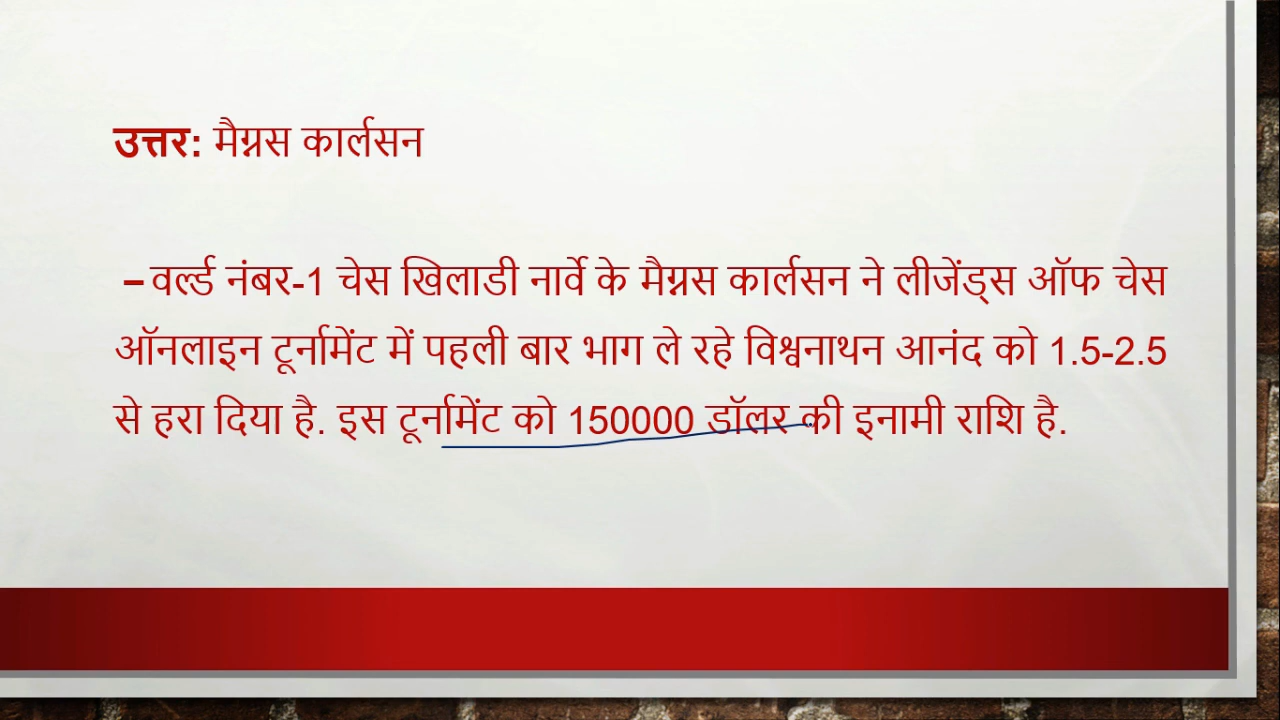 उत्तर: मैग्नस कार्लसन
– वर्ल्ड नंबर-1 चेस खिलाडी नार्वे के मैग्नस कार्लसन ने लीजेंड्स ऑफ चेस
ऑनलाइन टूर्नामेंट में पहली बार भाग ले रहे विश्वनाथन आनंद को 1.5-2.5
से हरा दिया है. इस टूर्नामेंट को 150000 डॉलर की इनामी राशि है.